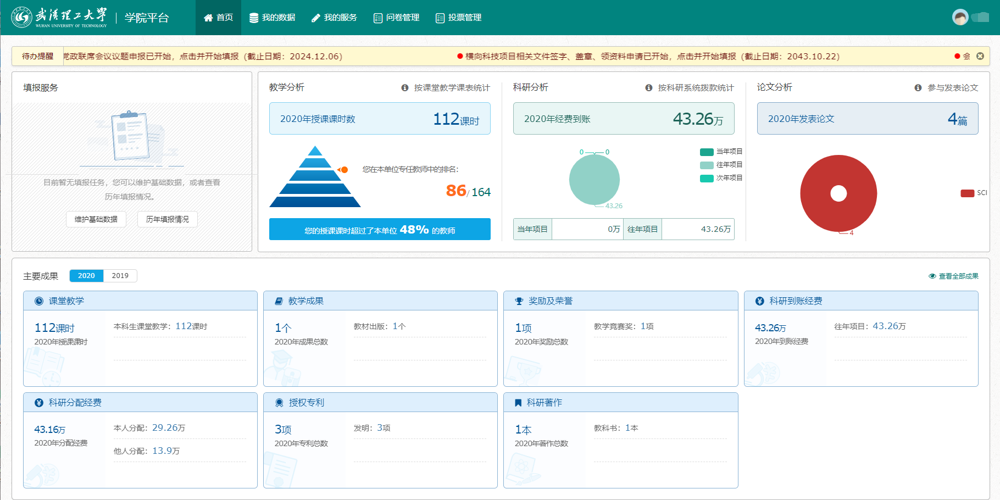 武汉理工大学
WUHAN UNIVERSITY OF TECHNOLOGY
学院平台
首页
我的数据
我的服务
问卷管理
投票管理
待办提醒
党政联席会议议题申报已开始，点击并开始填报（截止日期：2024.12.06）
横向科技项目相关文件签字、盖章、领资料申请已开始，点击并开始填报（截止日期：2043.10.22）
会
填报服务
目前暂无填报任务，您可以维护基础数据，或者查看
历年填报情况。
维护基础数据
历年填报情况
教学分析
按课堂教学课表统计
2020年授课课时数
112课时
您在本单位专任教师中的排名：
86/164
您的授课课时超过了本单位 48% 的教师
科研分析
按科研系统拨款统计
2020年经费到账
43.26万
0
0
43.26
当年项目
往年项目
次年项目
当年项目
0万
往年项目
43.26万
论文分析
参与发表论文
2020年发表论文
4篇
4
SCI
主要成果
2020
2019
查看全部成果
课堂教学
112课时
2020年授课课时
本科生课堂教学：112课时
教学成果
1个
2020年成果总数
教材出版：1个
奖励及荣誉
1项
2020年奖励总数
教学竞赛奖：1项
科研到账经费
43.26万
2020年到账经费
往年项目：43.26万
科研分配经费
43.16万
2020年分配经费
本人分配：29.26万
他人分配：13.9万
授权专利
3项
2020年专利总数
发明：3项
科研著作
1本
2020年著作总数
教科书：1本